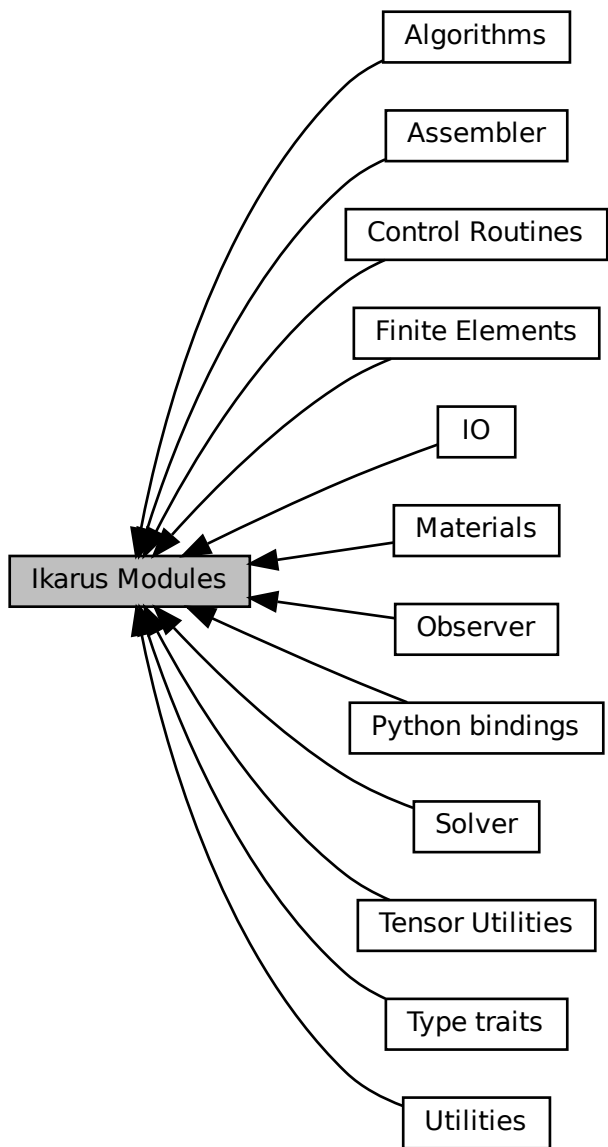 Algorithms
Assembler
Control Routines
Finite Elements
IO
Materials
Ikarus Modules
Observer
Python bindings
Solver
Tensor Utilities
Type traits
Utilities